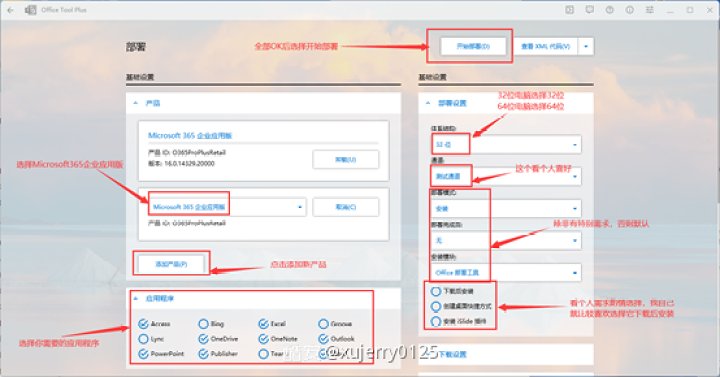 Office Tool Plus
部署
全部OK后选择开始部署
开始部署(D)
查看 XML 代码(V)
基础设置
产品
Microsoft 365 企业应用版
产品 ID: O365ProPlusRetail
版本: 16.0.14329.20000
卸载(U)
选择Microsoft365企业应用版
Microsoft 365 企业应用版
取消(C)
产品 ID: O365ProPlusRetail
添加产品(P)
点击添加新产品
应用程序
选择你需要的应用程序
Access
Bing
Excel
Groove
Lync
OneDrive
OneNote
Outlook
PowerPoint
Publisher
基础设置
部署设置
32位电脑选择32位
64位电脑选择64位
体系结构:
32 位
通道:
测试通道
这个看个人喜好
部署模式:
安装
部署完成后:
无
除非有特别需求，否则默认
安装模块:
Office 部署工具
下载后安装
创建桌面快捷方式
安装 iSlide 插件
看个人需求酌情选择，我自己
就比较喜欢选择它下载后安装
下载设置
@xujerry0125